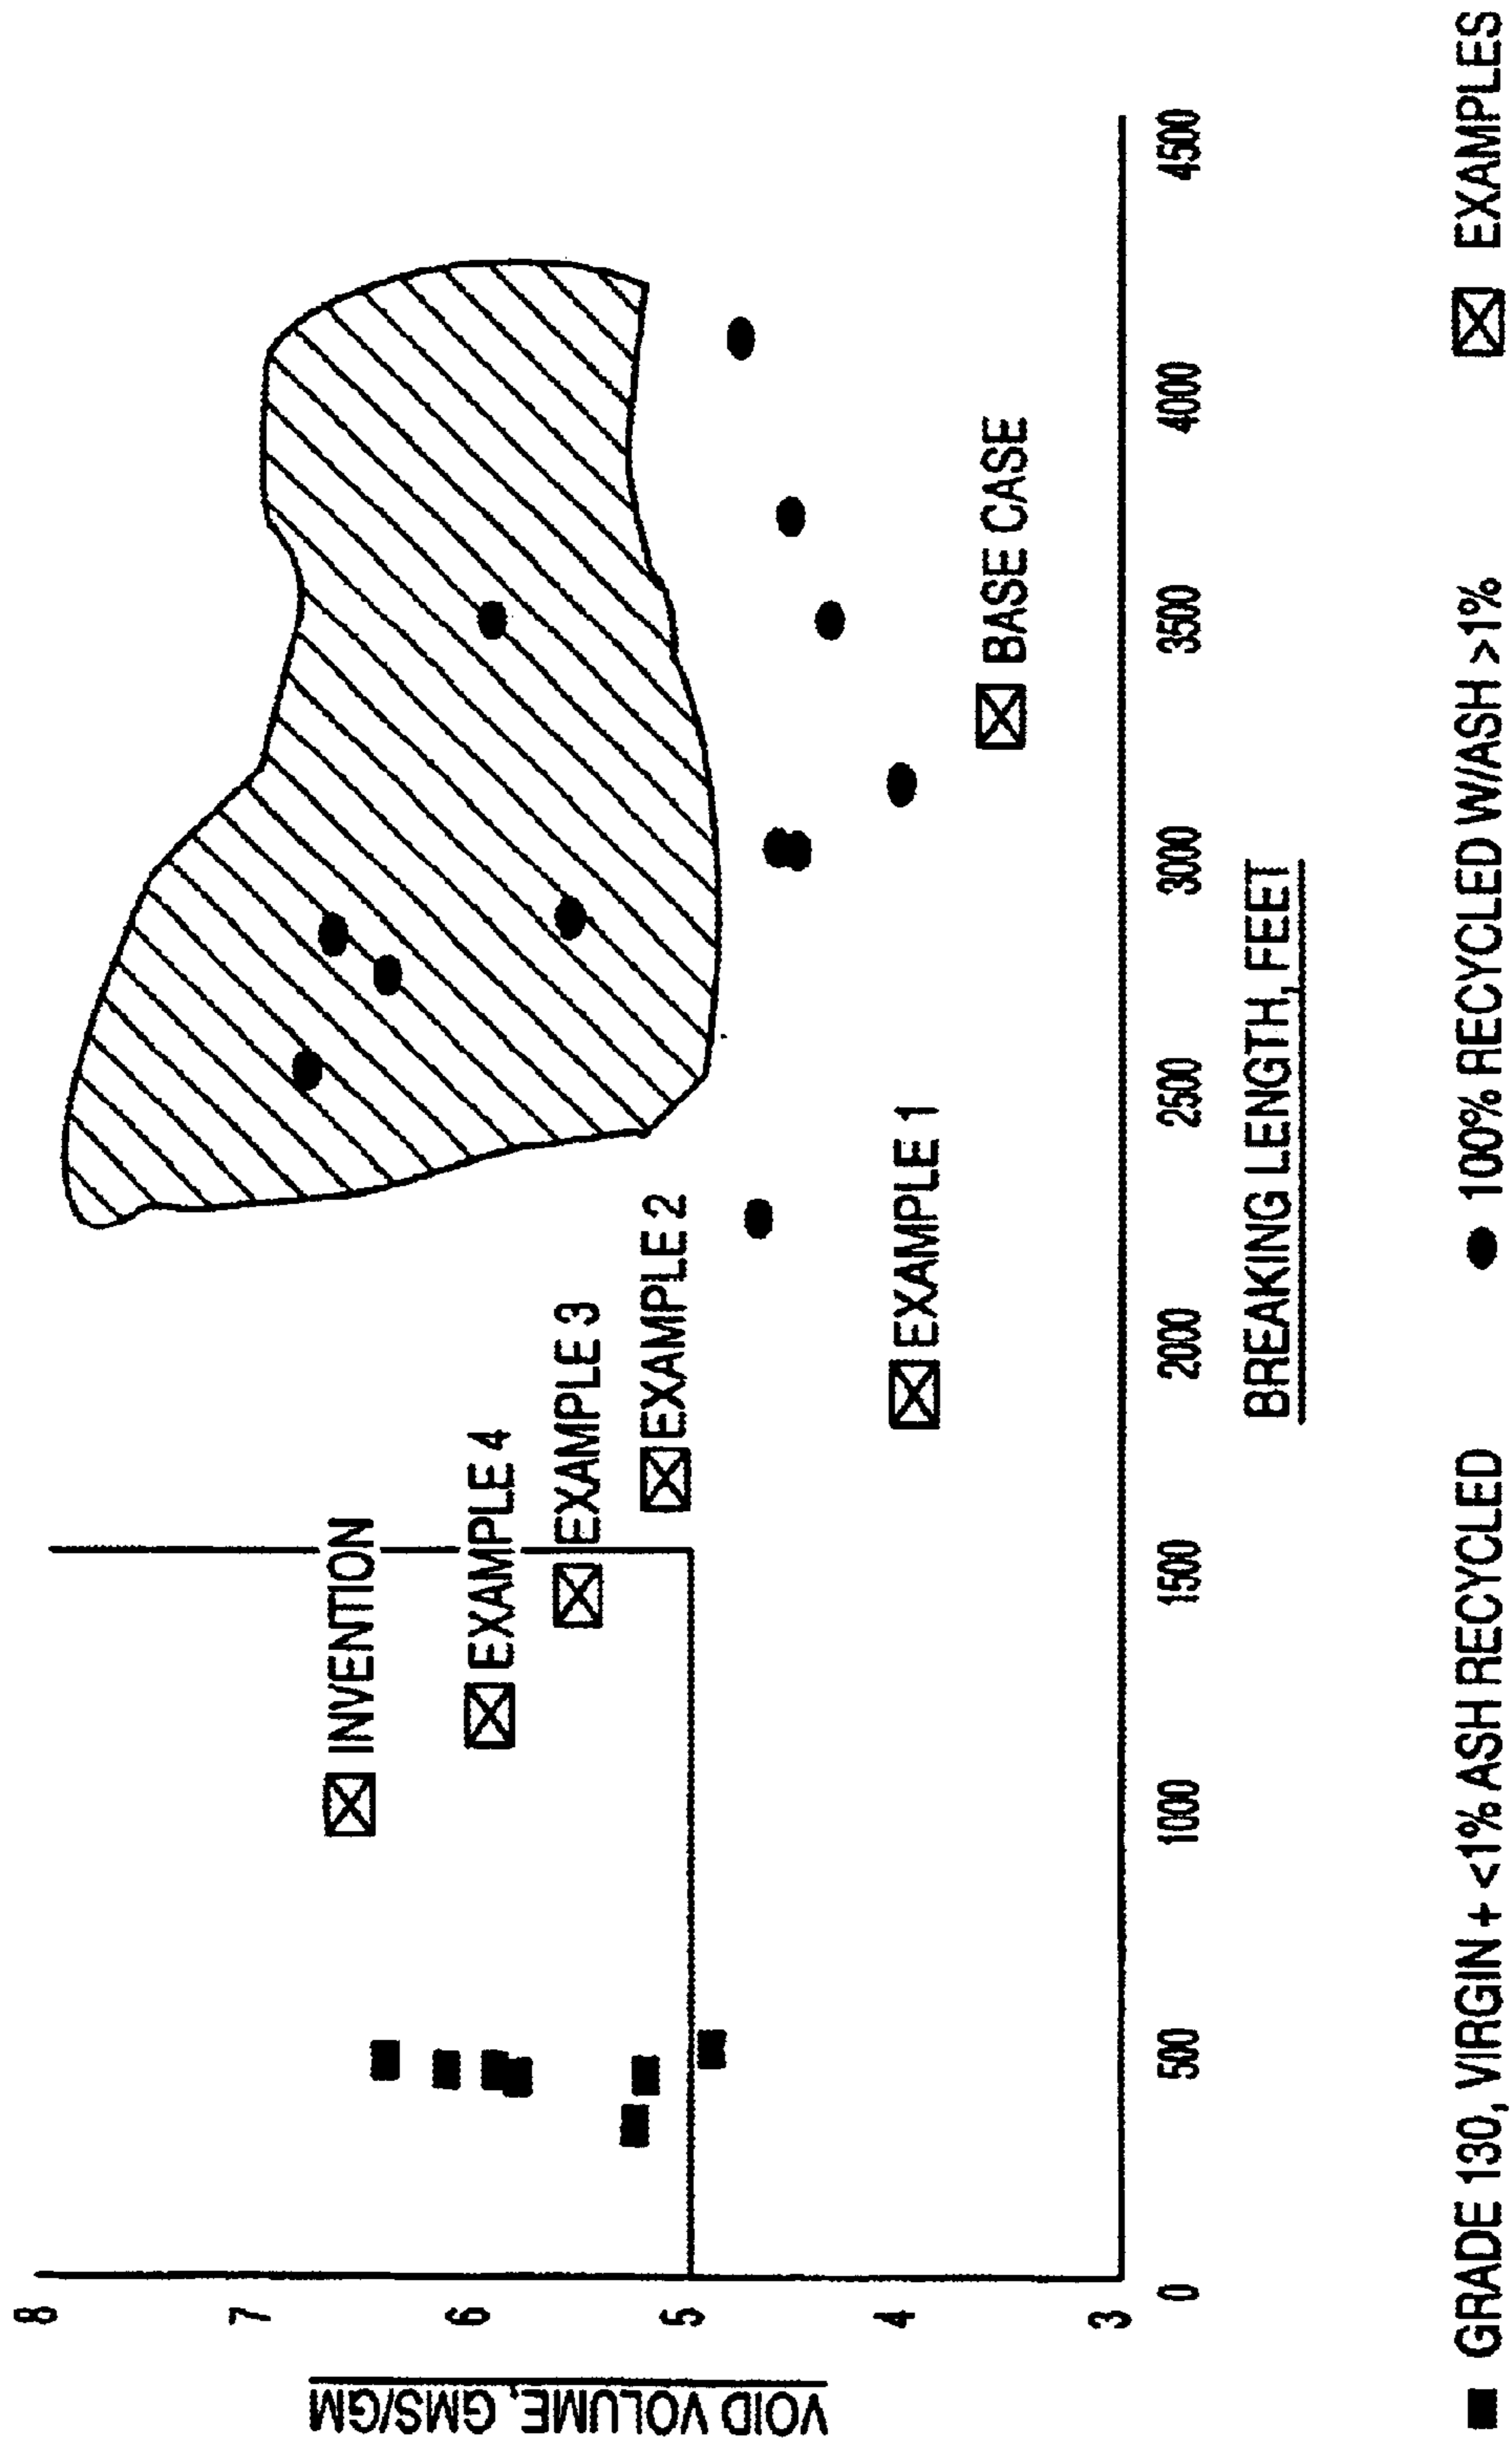 8
7
6
5
4
3
VOID VOLUME, GMS/GM
INVENTION
EXAMPLE 4
EXAMPLE 3
EXAMPLE 2
EXAMPLE 1
BASE CASE
0 500 1000 1500 2000 2500 3000 3500 4000 4500
BREAKING LENGTH, FEET
GRADE 130, VIRGIN + <1% ASH RECYCLED
100% RECYCLED W/ASH >1%
EXAMPLES